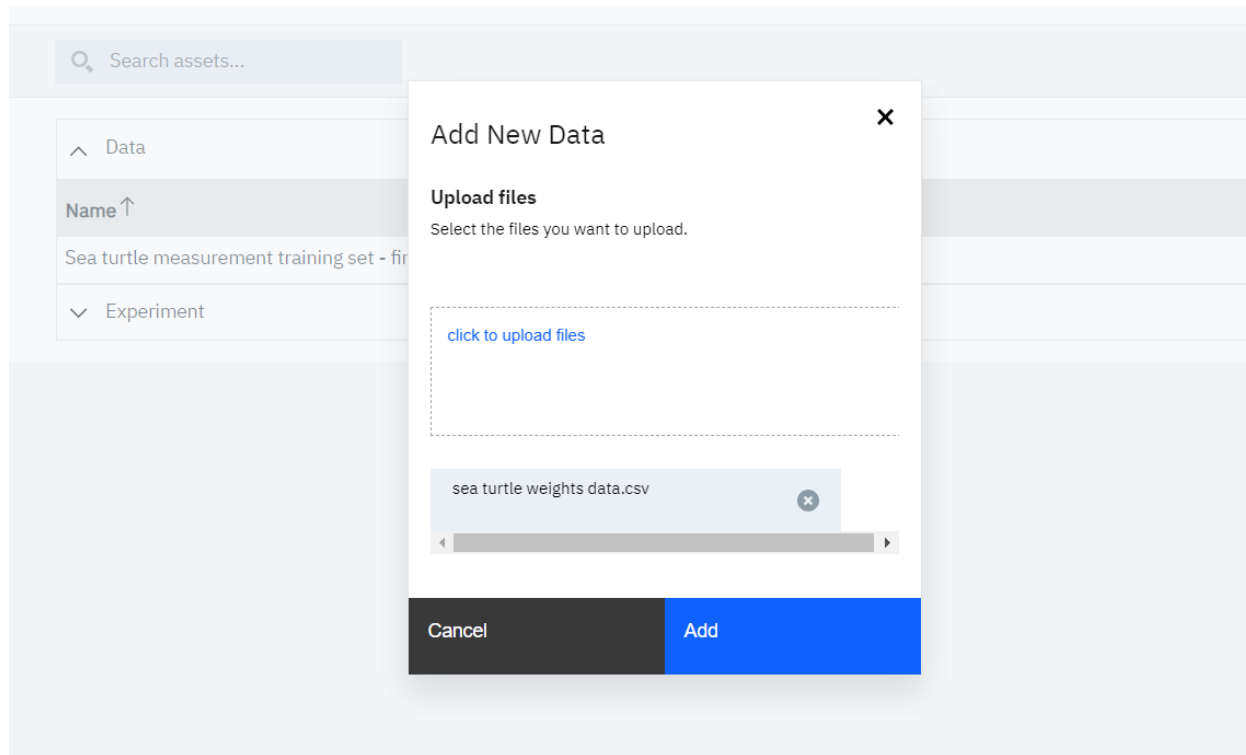 Search assets...
Add New Data
Data
Upload files
Name
Select the files you want to upload.
Sea turtle measurement training set - fir
Experiment
click to upload files
sea turtle weights data.csv
Cancel
Add